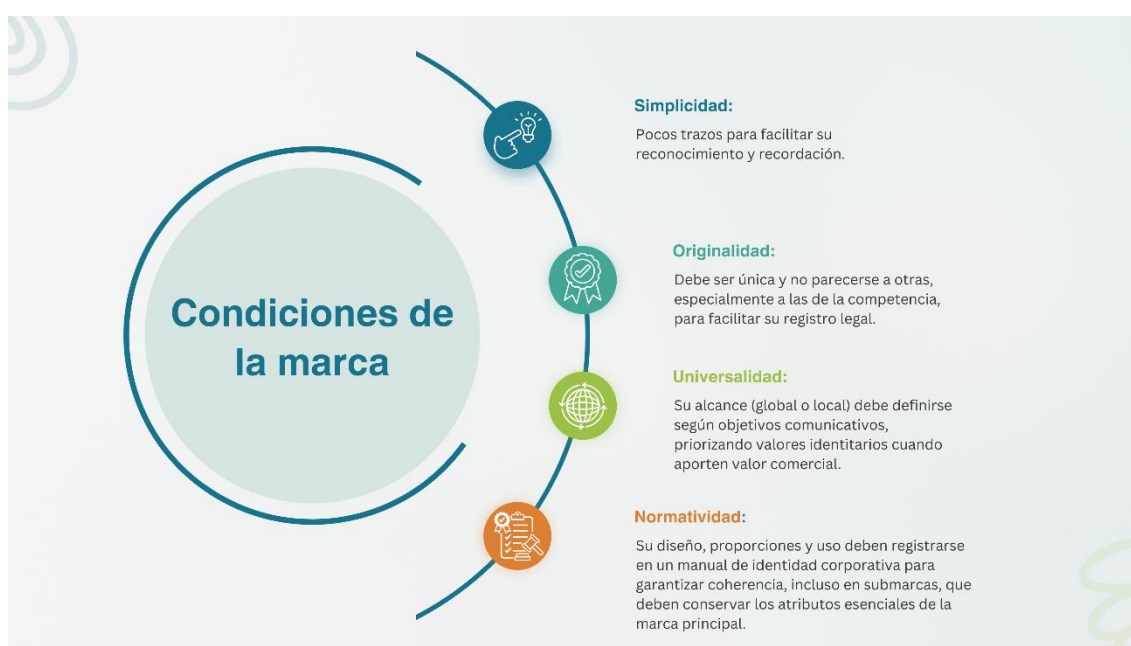 Condiciones de
la marca
Simplicidad:
Pocos trazos para facilitar su
reconocimiento y recordación.
Originalidad:
Debe ser única y no parecerse a otras,
especialmente a las de la competencia,
para facilitar su registro legal.
Universalidad:
Su alcance (global o local) debe definirse
según objetivos comunicativos,
priorizando valores identitarios cuando
aporten valor comercial.
Normatividad:
Su diseño, proporciones y uso deben registrarse
en un manual de identidad corporativa para
garantizar coherencia, incluso en submarcas, que
deben conservar los atributos esenciales de la
marca principal.